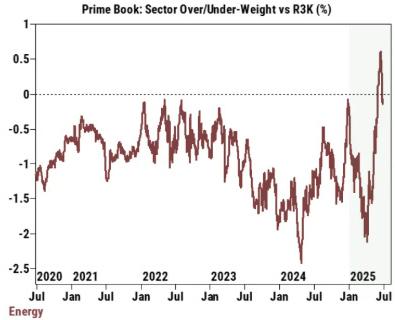 Prime Book: Sector Over/Under-Weight vs R3K (%)
1
0.5
0
-0.5
-1
-1.5
-2
-2.5
2020 2021 2022 2023 2024 2025
Jul Jan Jul Jan Jul Jan Jul Jan Jul Jan Jul
Energy